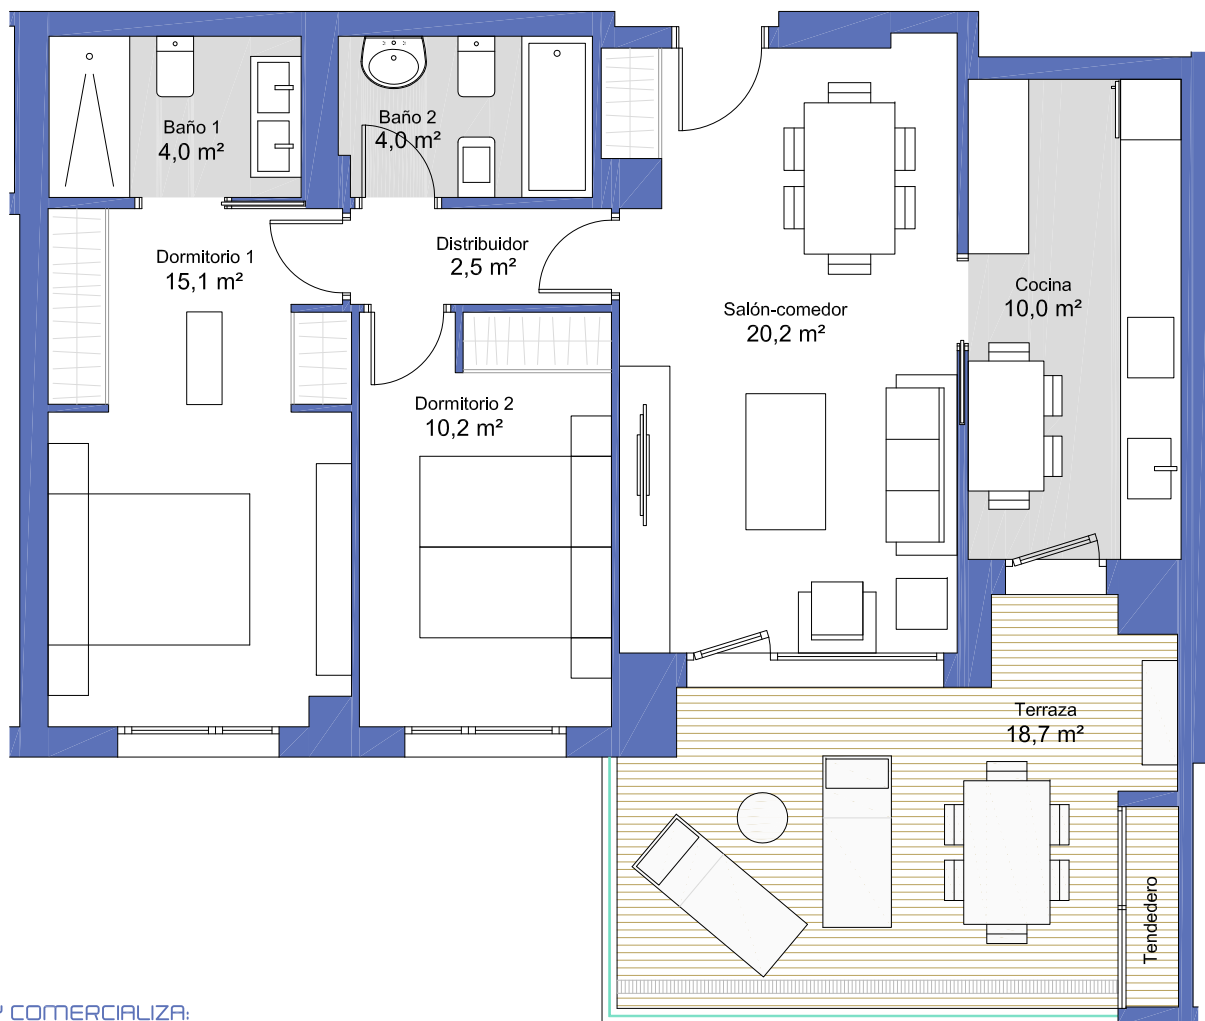 Baño 1
4,0 m²
Baño 2
4,0 m²
Dormitorio 1
15,1 m²
Distribuidor
2,5 m²
Salón-comedor
20,2 m²
Cocina
10,0 m²
Dormitorio 2
10,2 m²
Terraza
18,7 m²
Tendedero
Y COMERCIALIZA: